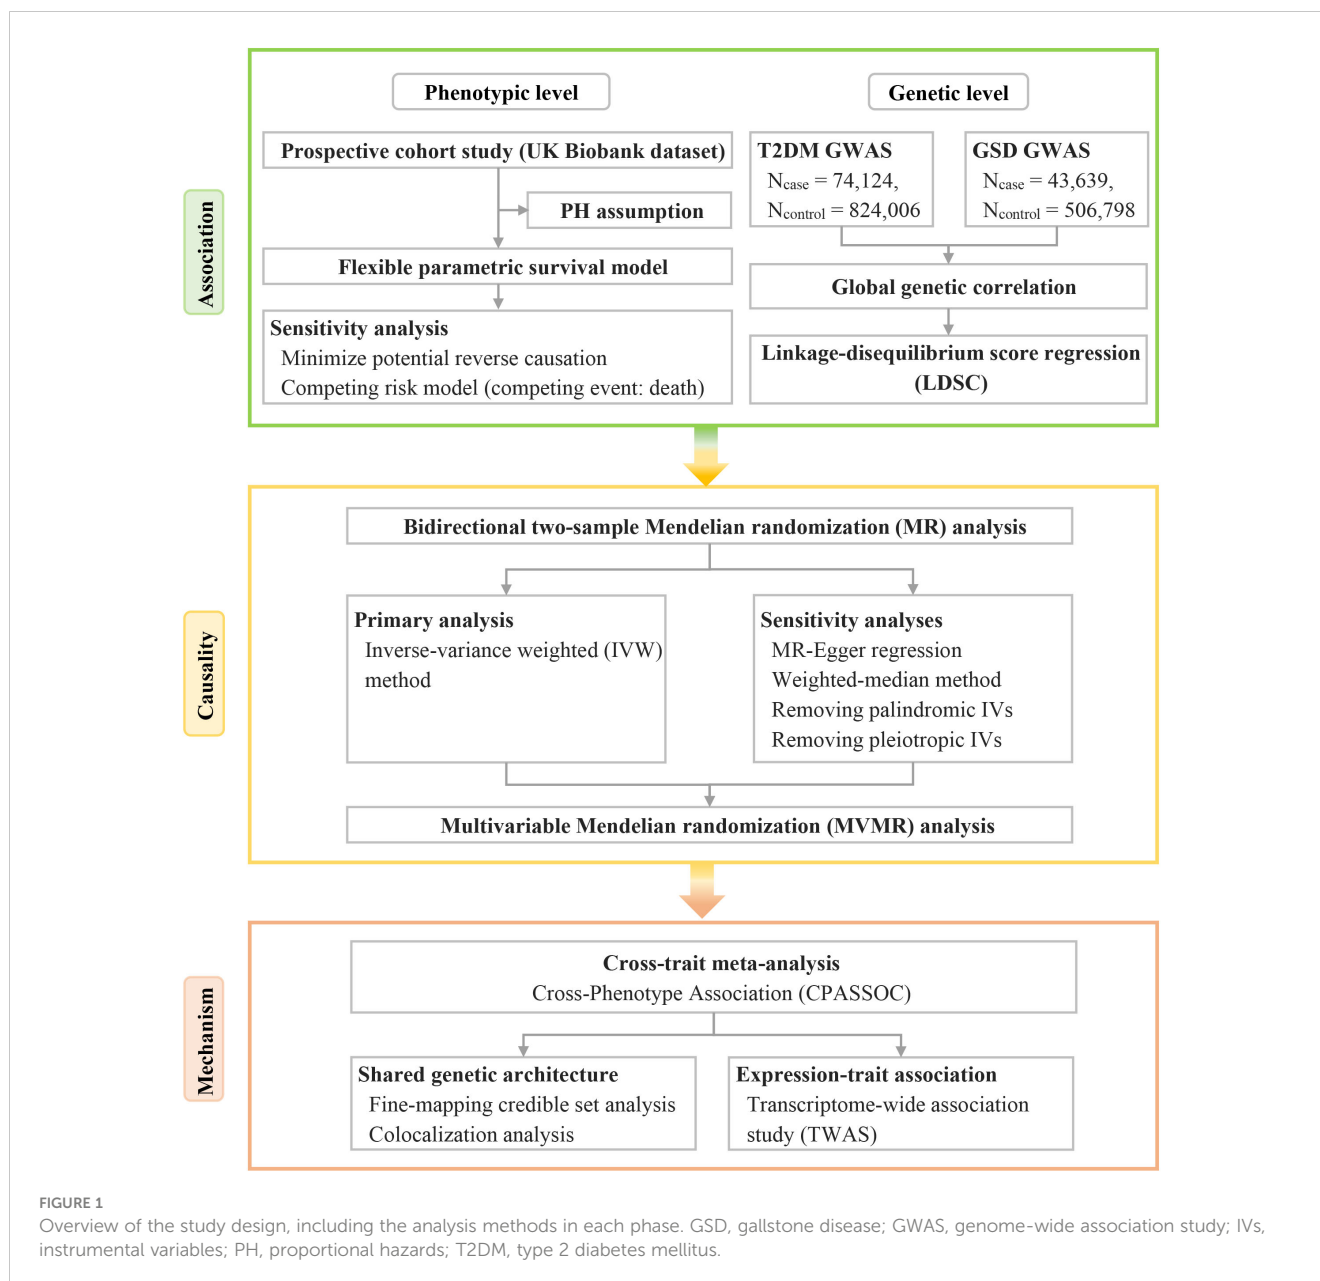 Association
Phenotypic level
Prospective cohort study (UK Biobank dataset)
PH assumption
Flexible parametric survival model
Sensitivity analysis
Minimize potential reverse causation
Competing risk model (competing event: death)
Genetic level
T2DM GWAS
Ncase = 74,124,
Ncontrol = 824,006
GSD GWAS
Ncase = 43,639,
Ncontrol = 506,798
Global genetic correlation
Linkage-disequilibrium score regression
(LDSC)
Causality
Bidirectional two-sample Mendelian randomization (MR) analysis
Primary analysis
Inverse-variance weighted (IVW)
method
Sensitivity analyses
MR-Egger regression
Weighted-median method
Removing palindromic IVs
Removing pleiotropic IVs
Multivariable Mendelian randomization (MVMR) analysis
Mechanism
Cross-trait meta-analysis
Cross-Phenotype Association (CPASSOC)
Shared genetic architecture
Fine-mapping credible set analysis
Colocalization analysis
Expression-trait association
Transcriptome-wide association
study (TWAS)
FIGURE 1
Overview of the study design, including the analysis methods in each phase. GSD, gallstone disease; GWAS, genome-wide association study; IVs,
instrumental variables; PH, proportional hazards; T2DM, type 2 diabetes mellitus.